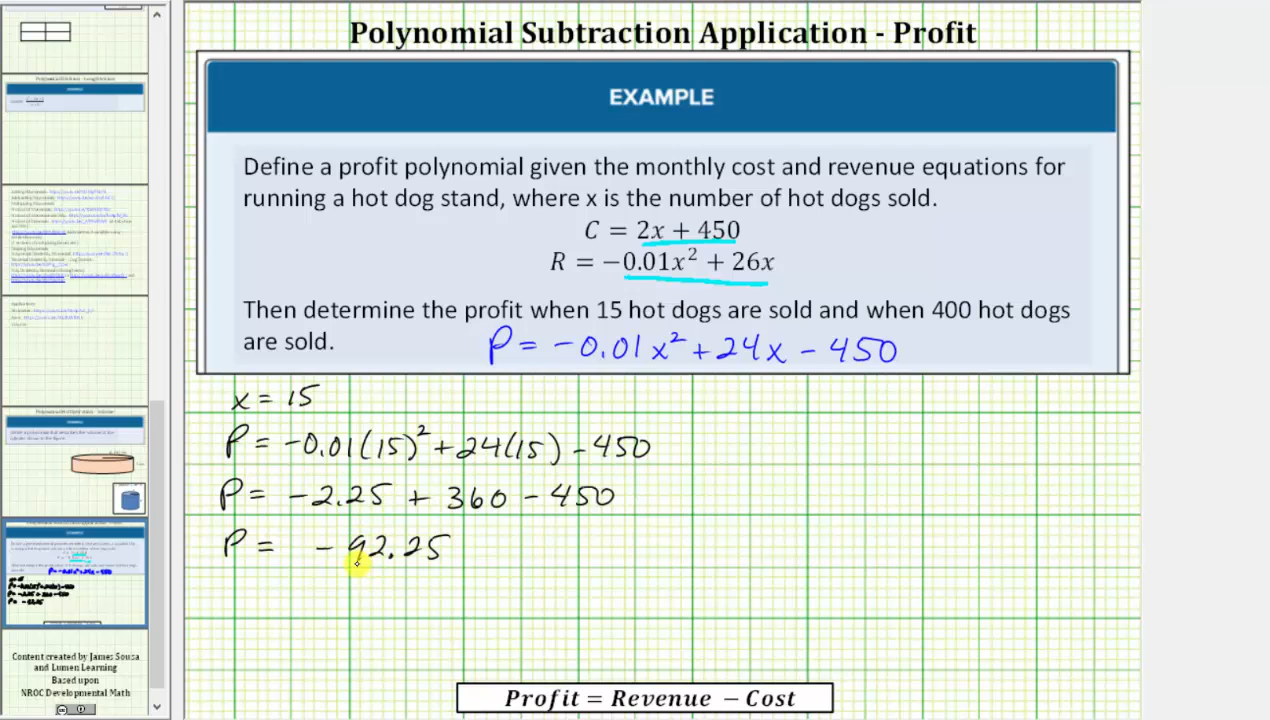 Polynomial Subtraction Application - Profit
EXAMPLE
Define a profit polynomial given the monthly cost and revenue equations for
running a hot dog stand, where x is the number of hot dogs sold.
C = 2x + 450
R = −0.01x² + 26x
Then determine the profit when 15 hot dogs are sold and when 400 hot dogs
are sold.
P = -0.01x² + 24x - 450
x = 15
P = -0.01(15)² + 24(15) - 450
P = -2.25 + 360 - 450
P = -92.25
Profit = Revenue − Cost
Content created by James Sousa
and Lumen Learning
Based upon
NROC Developmental Math